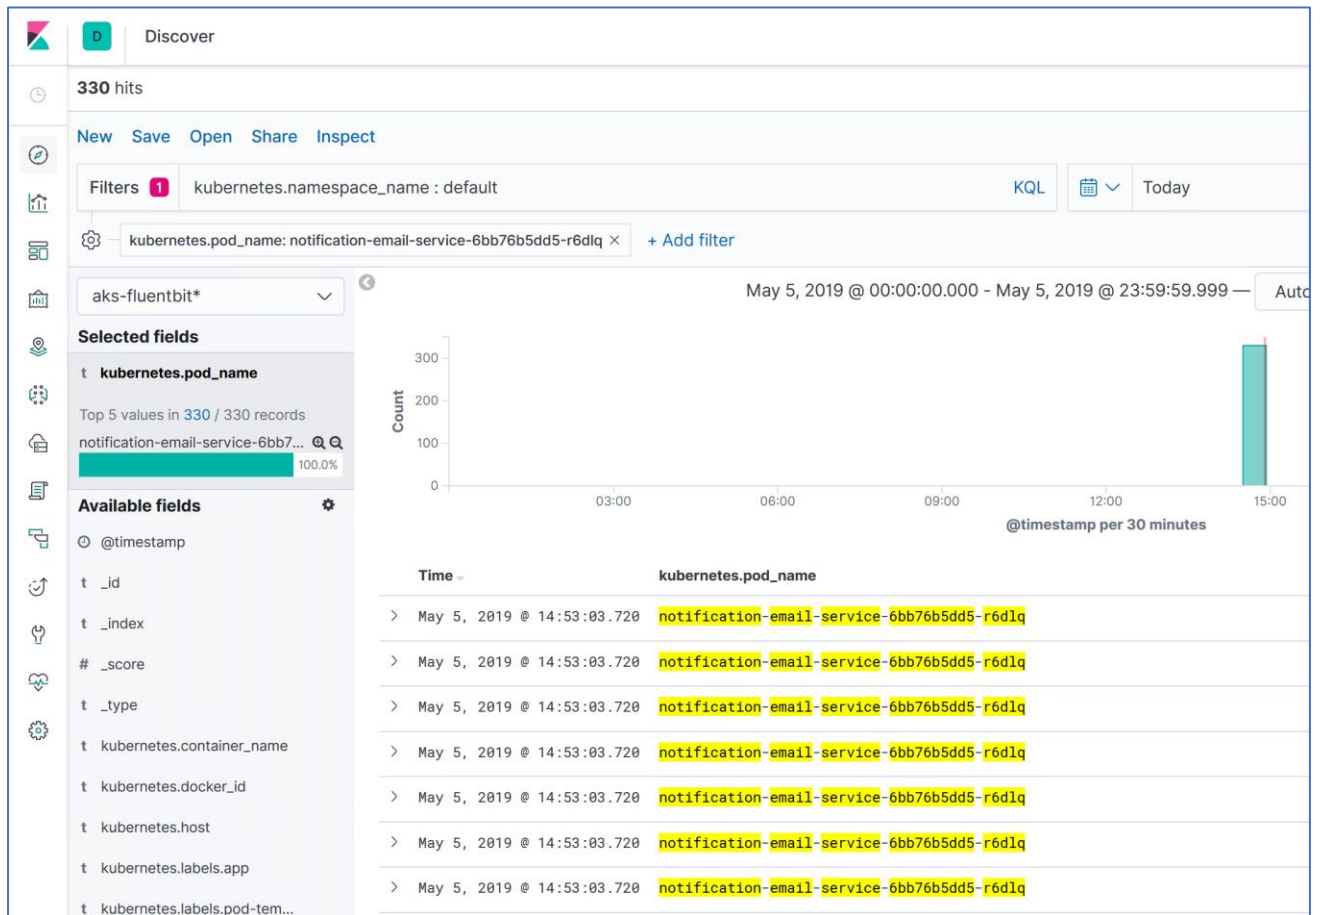 D Discover
330 hits
New Save Open Share Inspect
Filters 1 kubernetes.namespace_name : default KQL Today
kubernetes.pod_name: notification-email-service-6bb76b5dd5-r6dlq × + Add filter
aks-fluentbit*
May 5, 2019 @ 00:00:00.000 - May 5, 2019 @ 23:59:59.999 — Auto
Selected fields
t kubernetes.pod_name
Top 5 values in 330 / 330 records
notification-email-service-6bb7...
100.0%
Available fields
@timestamp
t _id
t _index
# _score
t _type
t kubernetes.container_name
t kubernetes.docker_id
t kubernetes.host
t kubernetes.labels.app
t kubernetes.labels.pod-tem...
Count
300
200
100
0
03:00 06:00 09:00 12:00 15:00
@timestamp per 30 minutes
Time kubernetes.pod_name
May 5, 2019 @ 14:53:03.720 notification-email-service-6bb76b5dd5-r6dlq
May 5, 2019 @ 14:53:03.720 notification-email-service-6bb76b5dd5-r6dlq
May 5, 2019 @ 14:53:03.720 notification-email-service-6bb76b5dd5-r6dlq
May 5, 2019 @ 14:53:03.720 notification-email-service-6bb76b5dd5-r6dlq
May 5, 2019 @ 14:53:03.720 notification-email-service-6bb76b5dd5-r6dlq
May 5, 2019 @ 14:53:03.720 notification-email-service-6bb76b5dd5-r6dlq
May 5, 2019 @ 14:53:03.720 notification-email-service-6bb76b5dd5-r6dlq